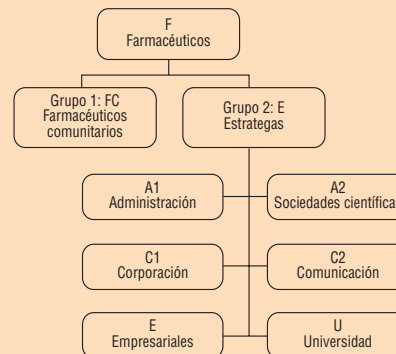 F
Farmacéuticos
Grupo 1: FC
Farmacéuticos
comunitarios
Grupo 2: E
Estrategas
A1
Administración
A2
Sociedades científica
C1
Corporación
C2
Comunicación
E
Empresariales
U
Universidad